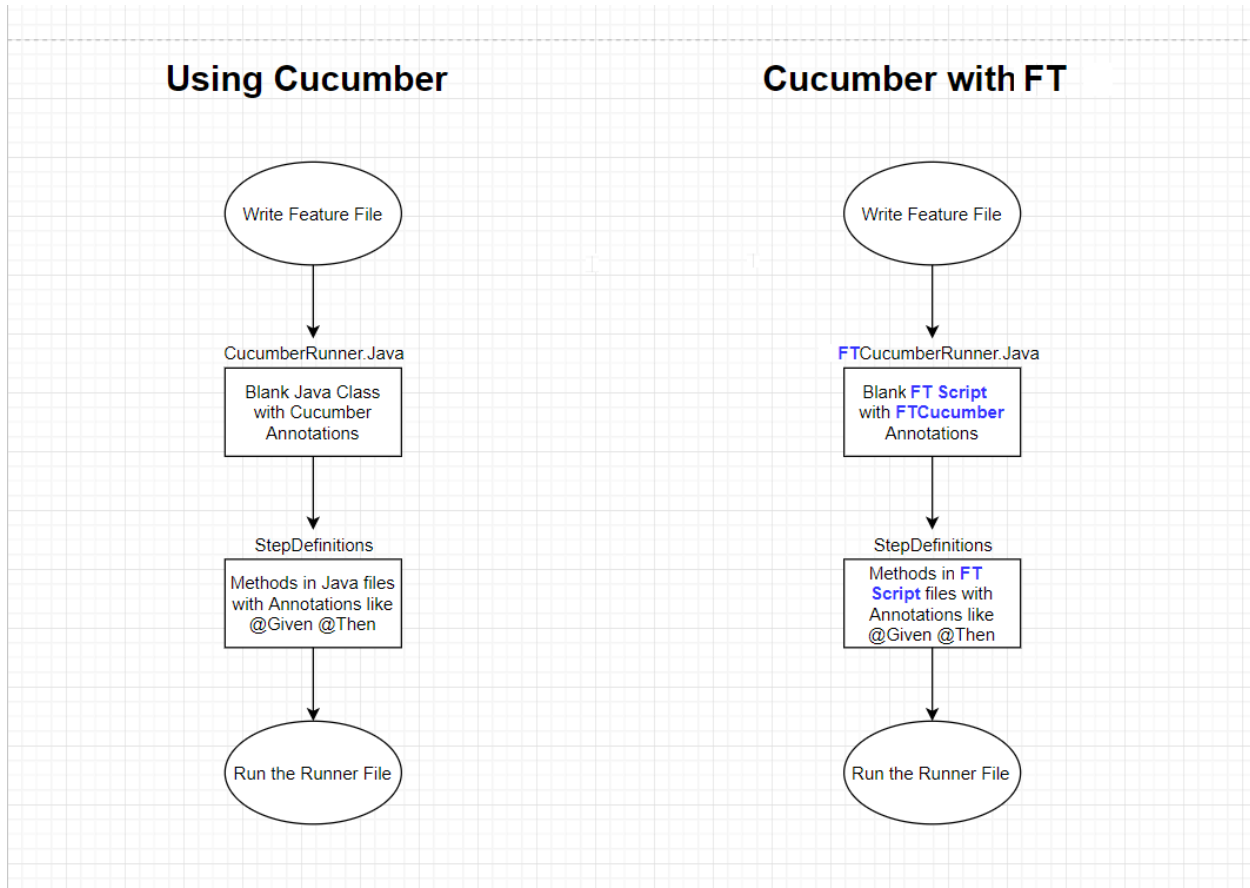 Using Cucumber
Write Feature File
CucumberRunner.Java
Blank Java Class
with Cucumber
Annotations
StepDefinitions
Methods in Java files
with Annotations like
@Given @Then
Run the Runner File
Cucumber with FT
Write Feature File
FTCucumberRunner.Java
Blank FT Script
with FTCucumber
Annotations
StepDefinitions
Methods in FT
Script files with
Annotations like
@Given @Then
Run the Runner File